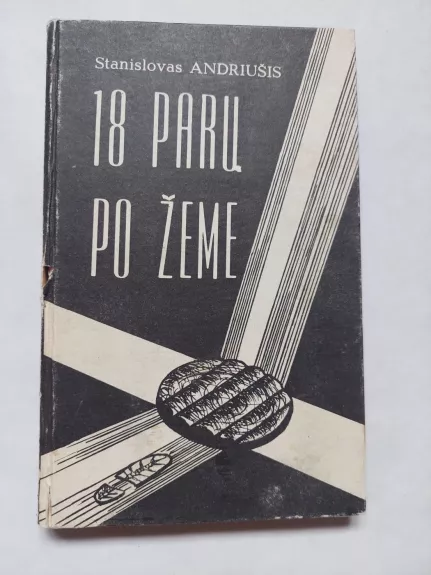 Stanislovas ANDRIUŠIS
18 PARŲ
PO ŽEME